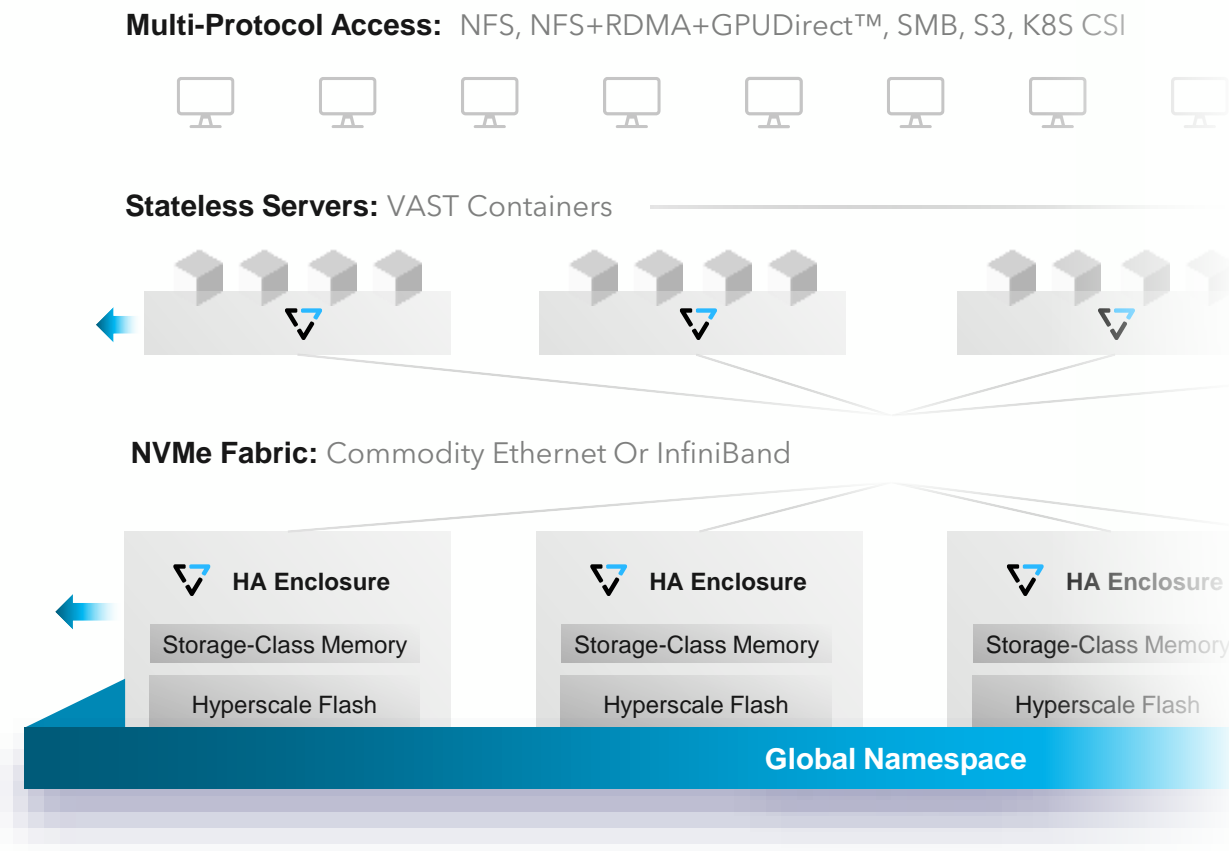 Multi-Protocol Access: NFS, NFS+RDMA+GPUDirect™, SMB, S3, K8S CSI
Stateless Servers: VAST Containers
NVMe Fabric: Commodity Ethernet Or InfiniBand
HA Enclosure HA Enclosure HA Enclosure
Storage-Class Memory Storage-Class Memory Storage-Class Memory
Hyperscale Flash Hyperscale Flash Hyperscale Flash
Global Namespace